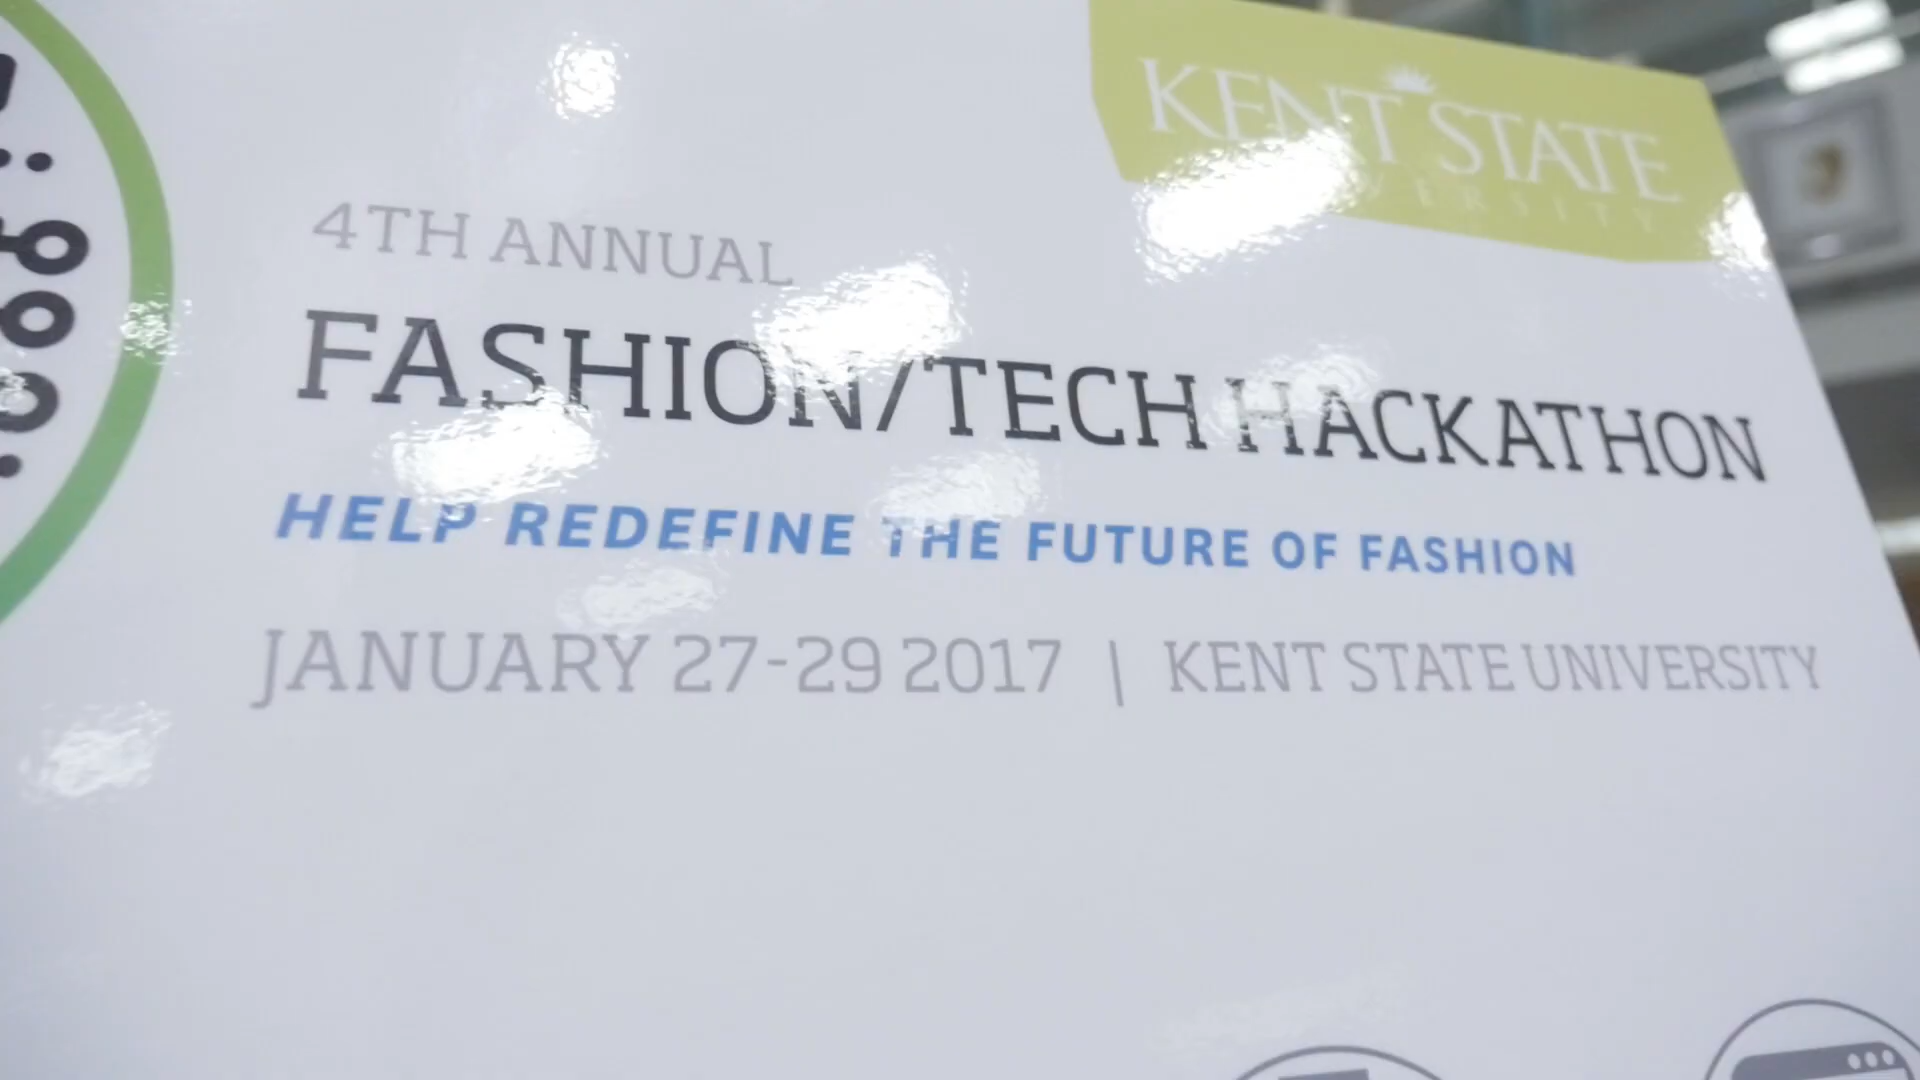 KENT STATE
4TH ANNUAL
FASHION/TECH HACKATHON
HELP REDEFINE THE FUTURE OF FASHION
JANUARY 27-29 2017 | KENT STATE UNIVERSITY